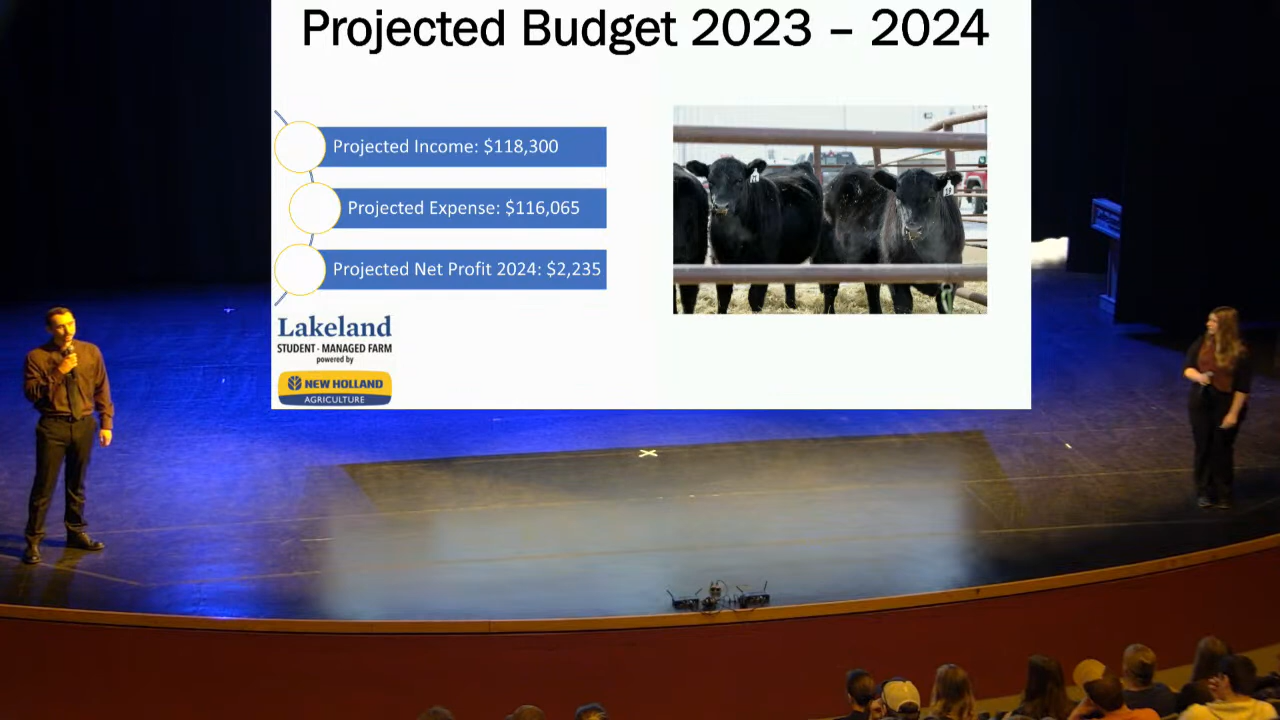 Projected Budget 2023 – 2024
Projected Income: $118,300
Projected Expense: $116,065
Projected Net Profit 2024: $2,235
Lakeland
STUDENT - MANAGED FARM
powered by
NEW HOLLAND
AGRICULTURE